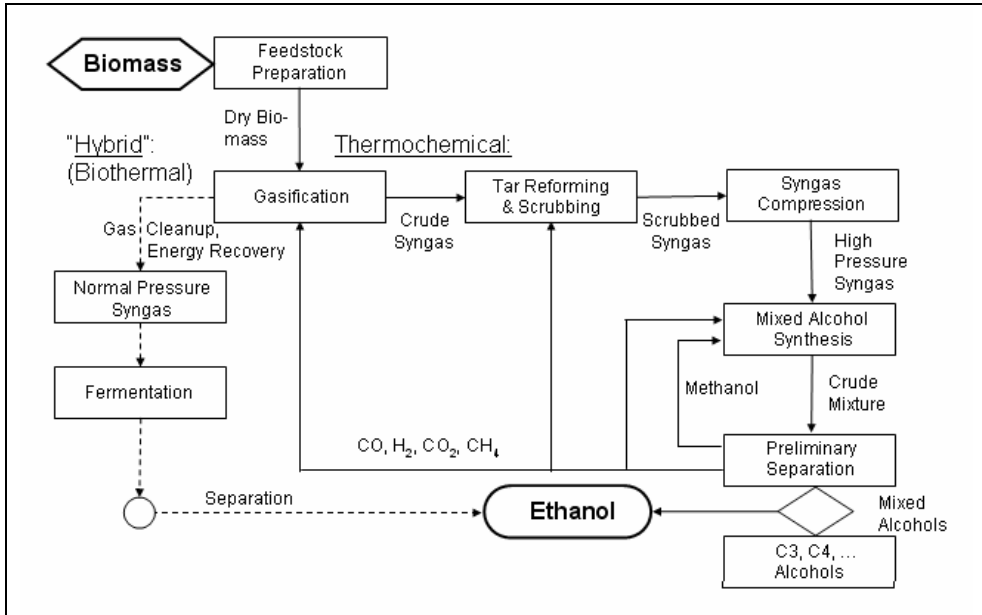 Biomass
Feedstock
Preparation
Dry Bio-
mass
"Hybrid":
(Biothermal)
Thermochemical:
Gasification
Crude
Syngas
Tar Reforming
& Scrubbing
Scrubbed
Syngas
Syngas
Compression
High
Pressure
Syngas
Gas Cleanup,
Energy Recovery
Normal Pressure
Syngas
Fermentation
Mixed Alcohol
Synthesis
Methanol
Crude
Mixture
CO, H₂, CO₂, CH₄
Preliminary
Separation
Separation
Ethanol
Mixed
Alcohols
C3, C4, ...
Alcohols